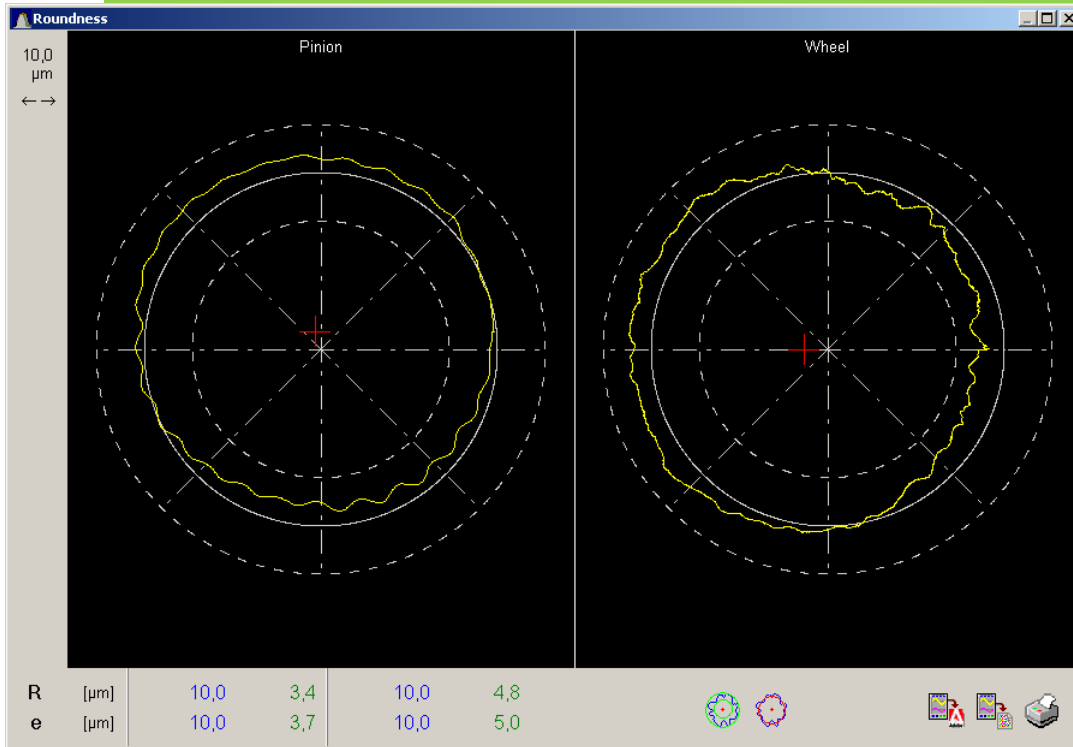 Roundness
10,0
µm
Pinion
Wheel
R [µm] 10,0 3,4 10,0 4,8
e [µm] 10,0 3,7 10,0 5,0